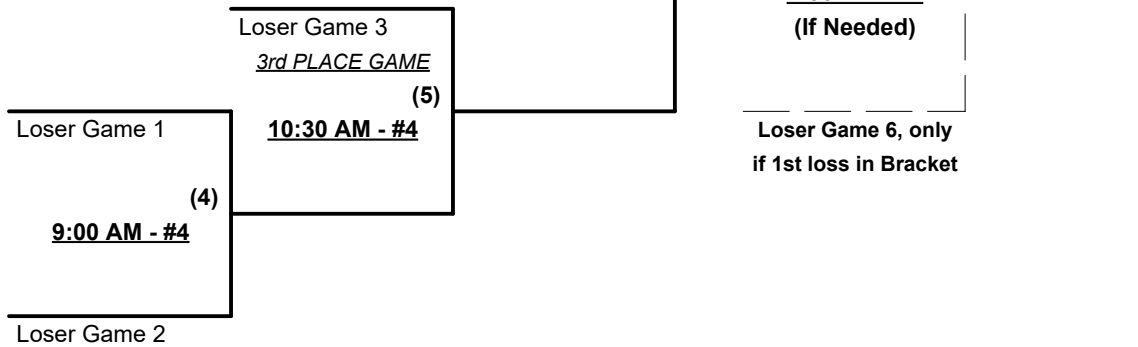 Loser Game 3
(If Needed)
3rd PLACE GAME
(5)
Loser Game 1
10:30 AM - #4
Loser Game 6, only
if 1st loss in Bracket
(4)
9:00 AM - #4
Loser Game 2